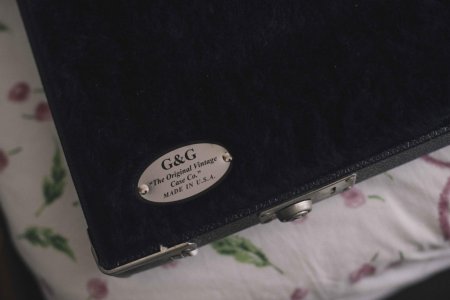 G&G
"The Original Vintage
Case Co."
MADE IN U.S.A.